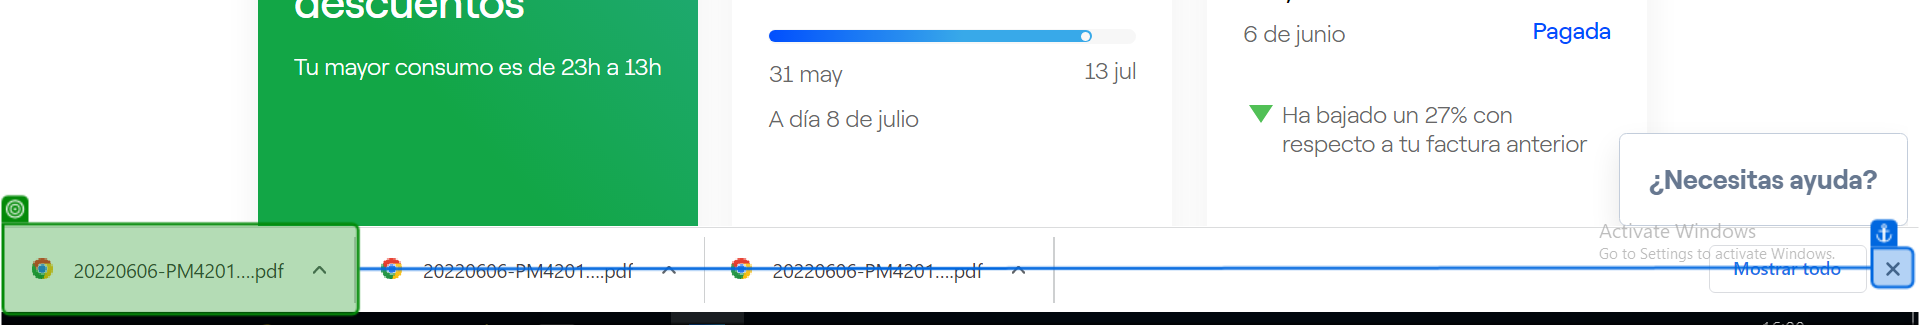 descuentos
Tu mayor consumo es de 23h a 13h
31 may
13 jul
A día 8 de julio
6 de junio
Pagada
Ha bajado un 27% con
respecto a tu factura anterior
¿Necesitas ayuda?
Activate Windows
Go to Settings to activate Windows.
20220606-PM4201....pdf
20220606-PM4201....pdf
20220606-PM4201....pdf
Mostrar todo